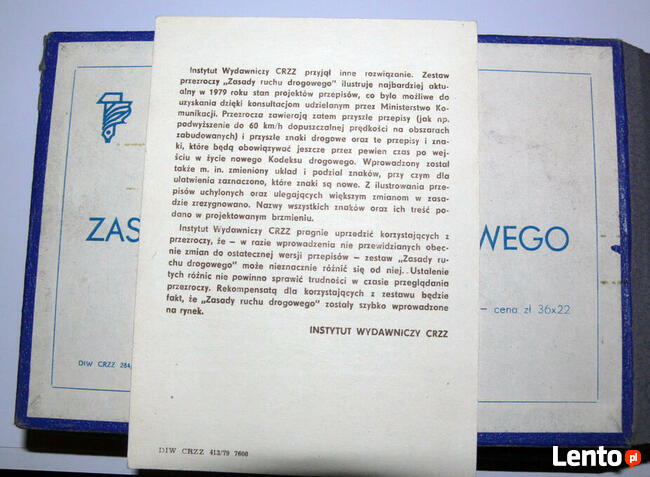 Instytut Wydawniczy CRZZ przyjął inne rozwiązanie. Zestaw
przezroczy „Zasady ruchu drogowego" ilustruje najbardziej aktu-
alny w 1979 roku stan projektów przepisów, co było możliwe do
uzyskania dzięki konsultacjom udzielanym przez Ministerstwo Ko-
munikacji. Przezrocza zawierają zatem przyszłe przepisy (jak np.
podwyższenie do 60 km/h dopuszczalnej prędkości na obszarach
zabudowanych) i przyszłe znaki drogowe oraz te przepisy i zna-
ki, które będą obowiązywać jeszcze przez pewien czas po wej-
ściu w życie nowego Kodeksu drogowego. Wprowadzony został
także m. in. zmieniony układ i podział znaków, przy czym dla
ułatwienia zaznaczono, które znaki są nowe. Z ilustrowania prze-
pisów uchylonych oraz ulegających większym zmianom w zasa-
dzie zrezygnowano. Nazwy wszystkich znaków oraz ich treść po-
dano w projektowanym brzmieniu.
Instytut Wydawniczy CRZZ pragnie uprzedzić korzystających z
przezroczy, że – w razie wprowadzenia nie przewidzianych obec-
nie zmian do ostatecznej wersji przepisów – zestaw „Zasady ru-
chu drogowego" może nieznacznie różnić się od niej. Ustalenie
tych różnic nie powinno sprawić trudności w czasie przeglądania
przezroczy. Rekompensatą dla korzystających z zestawu będzie
fakt, że „Zasady ruchu drogowego" zostały szybko wprowadzone
na rynek.
INSTYTUT WYDAWNICZY CRZZ
DIW CRZZ 413/79 7600
ZAS
WEGO
– cena zł 36x22
DIW CRZZ 284/
Lento.pl